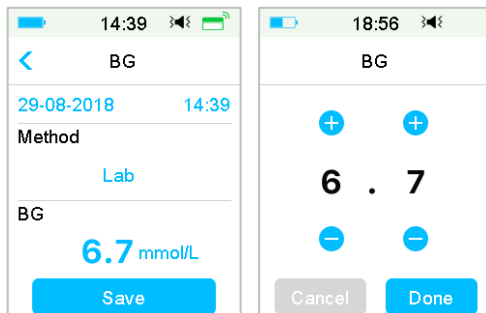 14:39
BG
29-08-2018 14:39
Method
Lab
BG
6.7 mmol/L
Save
18:56
BG
6 . 7
Cancel Done